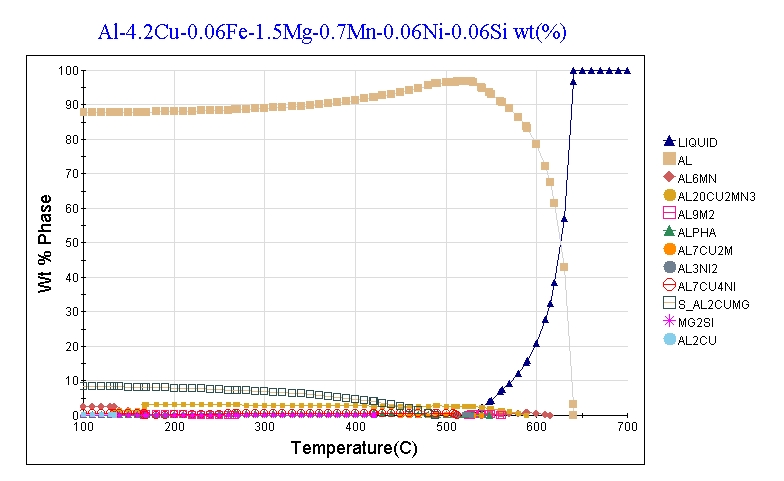 Al-4.2Cu-0.06Fe-1.5Mg-0.7Mn-0.06Ni-0.06Si wt(%)
100
90
80
70
60
50
40
30
20
10
0
Wt % Phase
100 200 300 400 500 600 700
Temperature(C)
LIQUID
AL
AL6MN
AL20CU2MN3
AL9M2
ALPHA
AL7CU2M
AL3NI2
AL7CU4NI
S_AL2CUMG
MG2SI
AL2CU